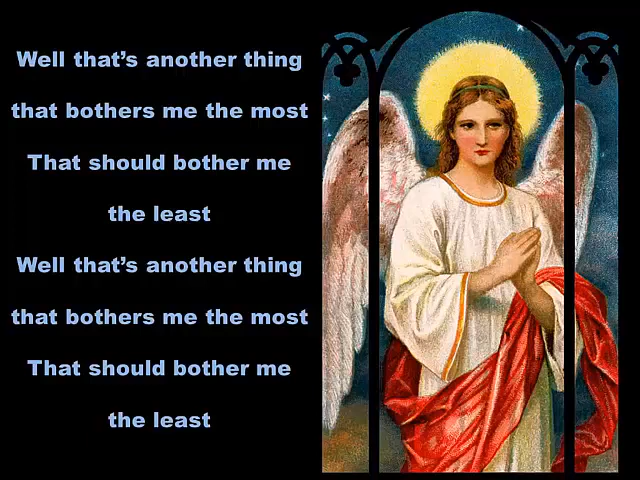 Well that’s another thing
that bothers me the most
That should bother me
the least
Well that’s another thing
that bothers me the most
That should bother me
the least